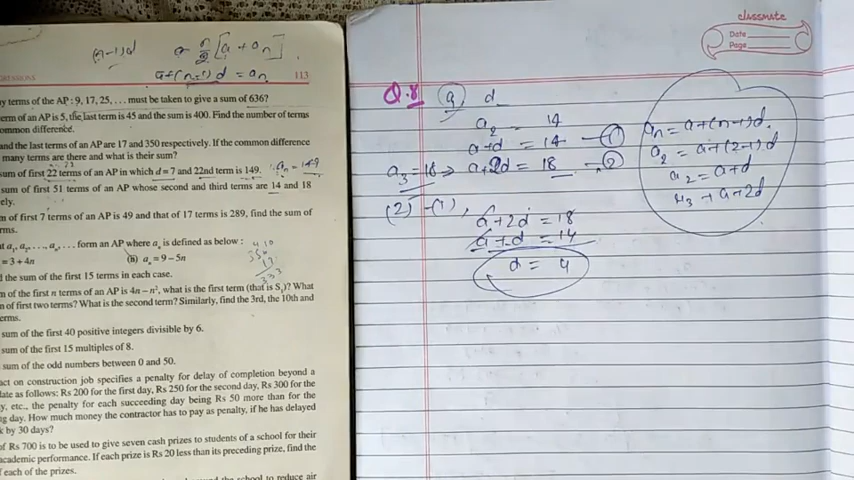 (n-1)d
n/2 [a + an]
a+(n-1)d = an
113
y terms of the AP : 9, 17, 25, . . . must be taken to give a sum of 636?
erm of an AP is 5, the last term is 45 and the sum is 400. Find the number of terms
ommon difference.
and the last terms of an AP are 17 and 350 respectively. If the common difference
many terms are there and what is their sum?
sum of first 22 terms of an AP in which d = 7 and 22nd term is 149.
an = 149
sum of first 51 terms of an AP whose second and third terms are 14 and 18
ely.
m of first 7 terms of an AP is 49 and that of 17 terms is 289, find the sum of
rms.
at a1, a2, . . ., an, . . . form an AP where an is defined as below :
= 3 + 4n
(ii) an = 9 – 5n
d the sum of the first 15 terms in each case.
m of the first n terms of an AP is 4n – n², what is the first term (that is S1)? What
m of first two terms? What is the second term? Similarly, find the 3rd, the 10th and
erms.
sum of the first 40 positive integers divisible by 6.
sum of the first 15 multiples of 8.
e sum of the odd numbers between 0 and 50.
act on construction job specifies a penalty for delay of completion beyond a
date as follows: Rs 200 for the first day, Rs 250 for the second day, Rs 300 for the
y, etc., the penalty for each succeeding day being Rs 50 more than for the
ng day. How much money the contractor has to pay as penalty, if he has delayed
k by 30 days?
of Rs 700 is to be used to give seven cash prizes to students of a school for their
academic performance. If each prize is Rs 20 less than its preceding prize, find the
f each of the prizes.
classmate
Date
Page
Q.8 a d
a2 = 14
a+d = 14 — (1)
a3 = 18 ⇒ a+2d = 18 — (2)
(2) - (1),
a+2d = 18
a+d = 14
d = 4
an = a+(n-1)d
a2 = a+(2-1)d
a2 = a+d
a3 = a+2d